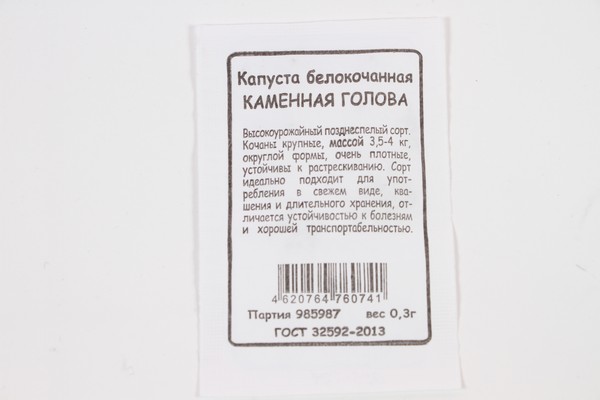 Капуста белокочанная
КАМЕННАЯ ГОЛОВА
Высокоурожайный позднеспелый сорт.
Кочаны крупные, массой 3,5-4 кг,
округлой формы, очень плотные,
устойчивы к растрескиванию. Сорт
идеально подходит для упот-
ребления в свежем виде, ква-
шения и длительного хранения, от-
личается устойчивостью к болезням
и хорошей транспортабельностью.
4 620764 760741
Партия 985987 вес 0,3г
ГОСТ 32592-2013